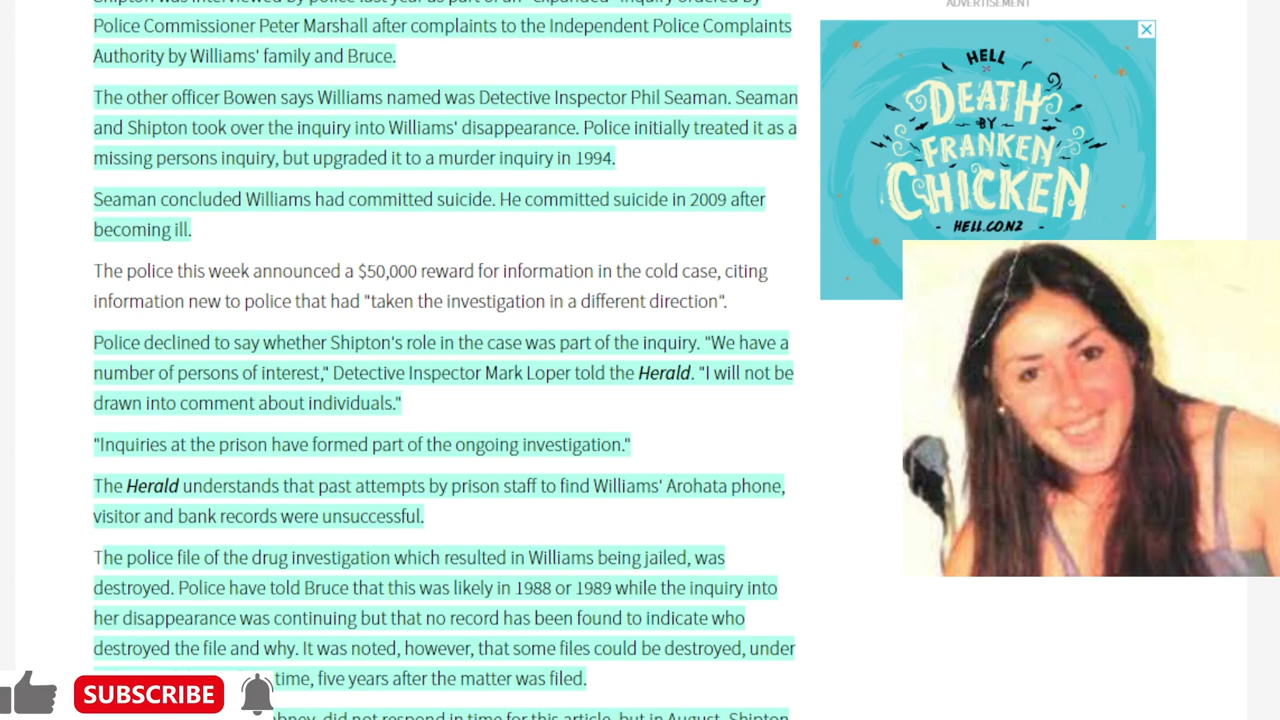 Shipton was interviewed by police last year as part of an "expanded" inquiry ordered by
Police Commissioner Peter Marshall after complaints to the Independent Police Complaints
Authority by Williams' family and Bruce.
The other officer Bowen says Williams named was Detective Inspector Phil Seaman. Seaman
and Shipton took over the inquiry into Williams' disappearance. Police initially treated it as a
missing persons inquiry, but upgraded it to a murder inquiry in 1994.
Seaman concluded Williams had committed suicide. He committed suicide in 2009 after
becoming ill.
The police this week announced a $50,000 reward for information in the cold case, citing
information new to police that had "taken the investigation in a different direction".
Police declined to say whether Shipton's role in the case was part of the inquiry. "We have a
number of persons of interest," Detective Inspector Mark Loper told the Herald. "I will not be
drawn into comment about individuals."
"Inquiries at the prison have formed part of the ongoing investigation."
The Herald understands that past attempts by prison staff to find Williams' Arohata phone,
visitor and bank records were unsuccessful.
The police file of the drug investigation which resulted in Williams being jailed, was
destroyed. Police have told Bruce that this was likely in 1988 or 1989 while the inquiry into
her disappearance was continuing but that no record has been found to indicate who
destroyed the file and why. It was noted, however, that some files could be destroyed, under
time, five years after the matter was filed.
did not respond in time for this article, but in August, Shipton
ADVERTISEMENT
HELL
DEATH
BY
FRANKEN
CHICKEN
- HELL.CO.NZ -
SUBSCRIBE